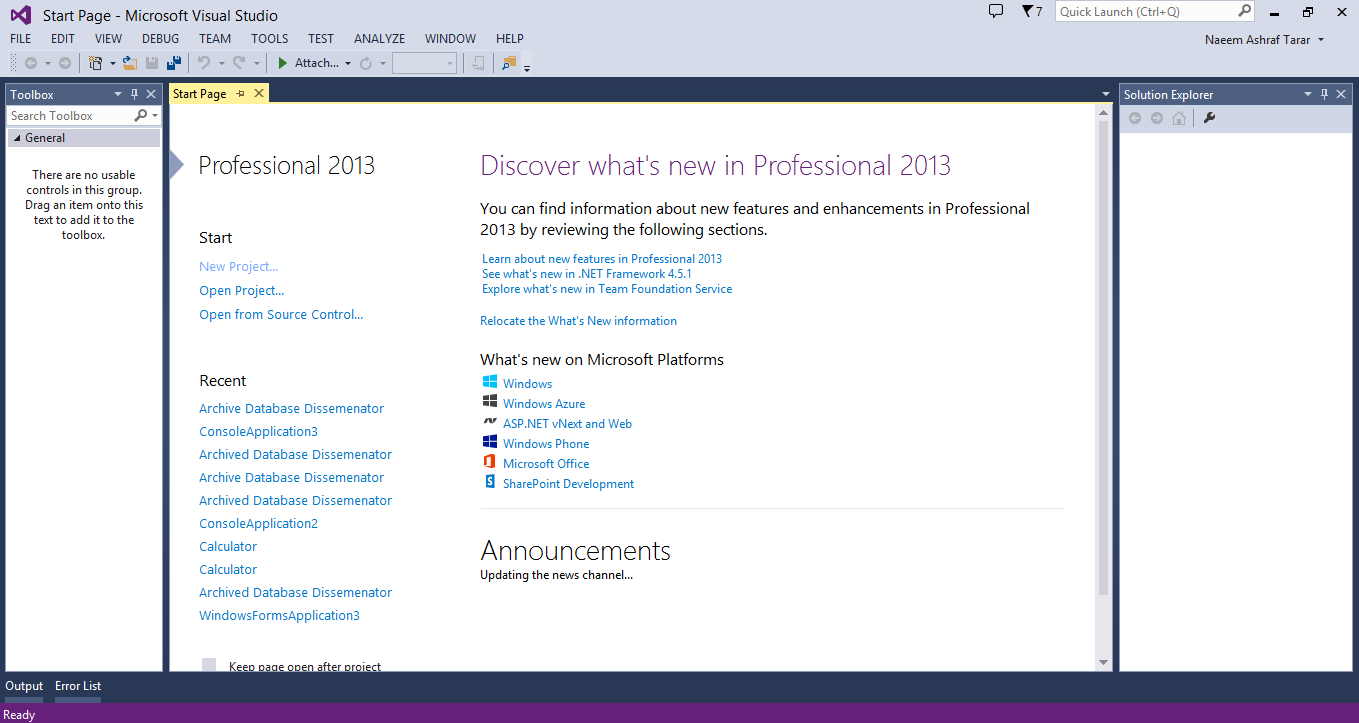 Start Page - Microsoft Visual Studio
7
Quick Launch (Ctrl+Q)
FILE EDIT VIEW DEBUG TEAM TOOLS TEST ANALYZE WINDOW HELP
Naeem Ashraf Tarar
Attach...
Toolbox
Search Toolbox
General
There are no usable
controls in this group.
Drag an item onto this
text to add it to the
toolbox.
Start Page
Professional 2013
Start
New Project...
Open Project...
Open from Source Control...
Recent
Archive Database Dissemenator
ConsoleApplication3
Archived Database Dissemenator
Archive Database Dissemenator
Archived Database Dissemenator
ConsoleApplication2
Calculator
Calculator
Archived Database Dissemenator
WindowsFormsApplication3
Keep page open after project
Discover what's new in Professional 2013
You can find information about new features and enhancements in Professional
2013 by reviewing the following sections.
Learn about new features in Professional 2013
See what's new in .NET Framework 4.5.1
Explore what's new in Team Foundation Service
Relocate the What's New information
What's new on Microsoft Platforms
Windows
Windows Azure
ASP.NET vNext and Web
Windows Phone
Microsoft Office
SharePoint Development
Announcements
Updating the news channel...
Solution Explorer
Output Error List
Ready